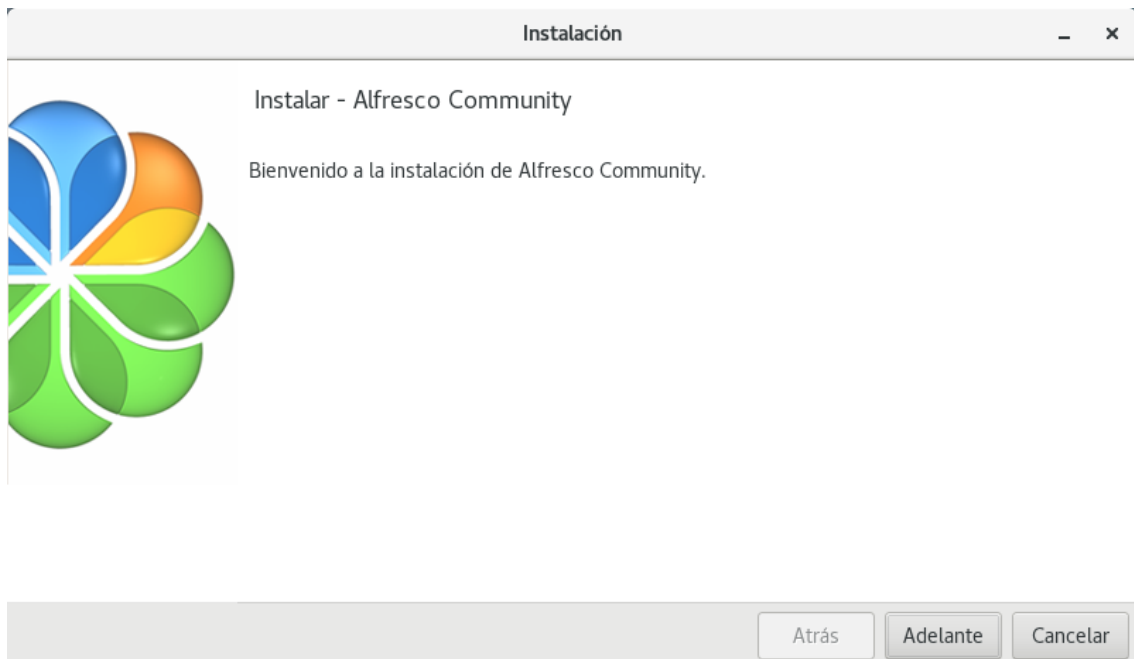 Instalación
Instalar - Alfresco Community
Bienvenido a la instalación de Alfresco Community.
Atrás
Adelante
Cancelar